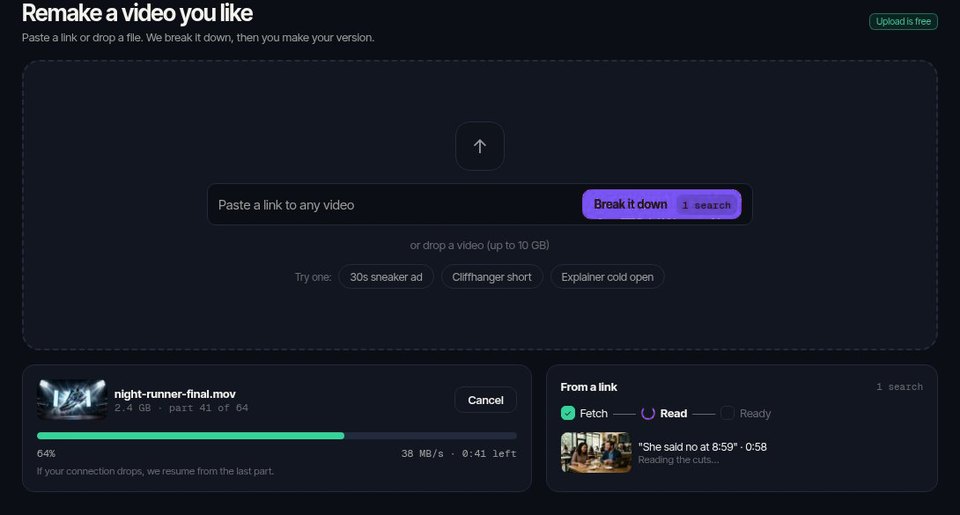 Remake a video you like
Paste a link or drop a file. We break it down, then you make your version.
Upload is free
Paste a link to any video
Break it down 1 search
or drop a video (up to 10 GB)
Try one: 30s sneaker ad Cliffhanger short Explainer cold open
night-runner-final.mov
2.4 GB · part 41 of 64
Cancel
64% 38 MB/s · 0:41 left
If your connection drops, we resume from the last part.
From a link 1 search
Fetch Read Ready
"She said no at 8:59" · 0:58
Reading the cuts...